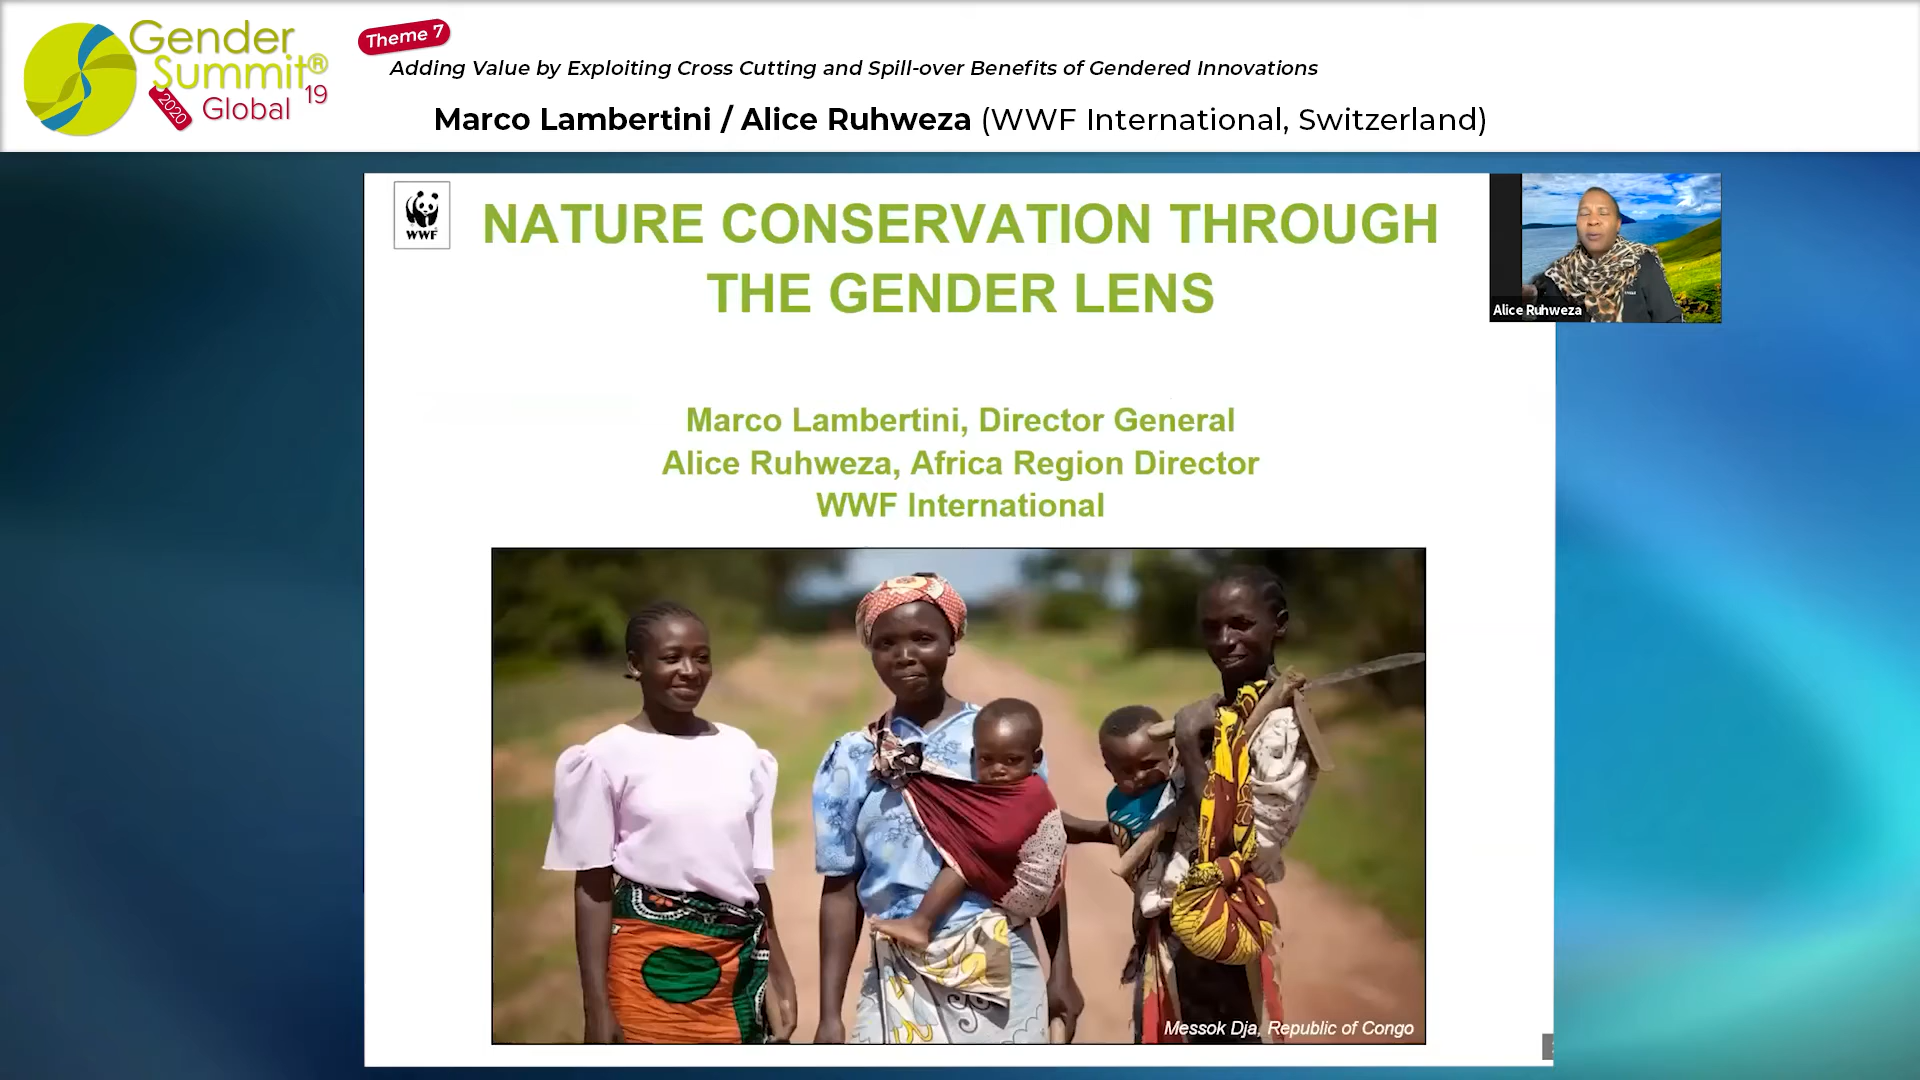 Gender
Summit®
Global 19
2020
Theme 7
Adding Value by Exploiting Cross Cutting and Spill-over Benefits of Gendered Innovations
Marco Lambertini / Alice Ruhweza (WWF International, Switzerland)
WWF
NATURE CONSERVATION THROUGH
THE GENDER LENS
Alice Ruhweza
Marco Lambertini, Director General
Alice Ruhweza, Africa Region Director
WWF International
Messok Dja, Republic of Congo